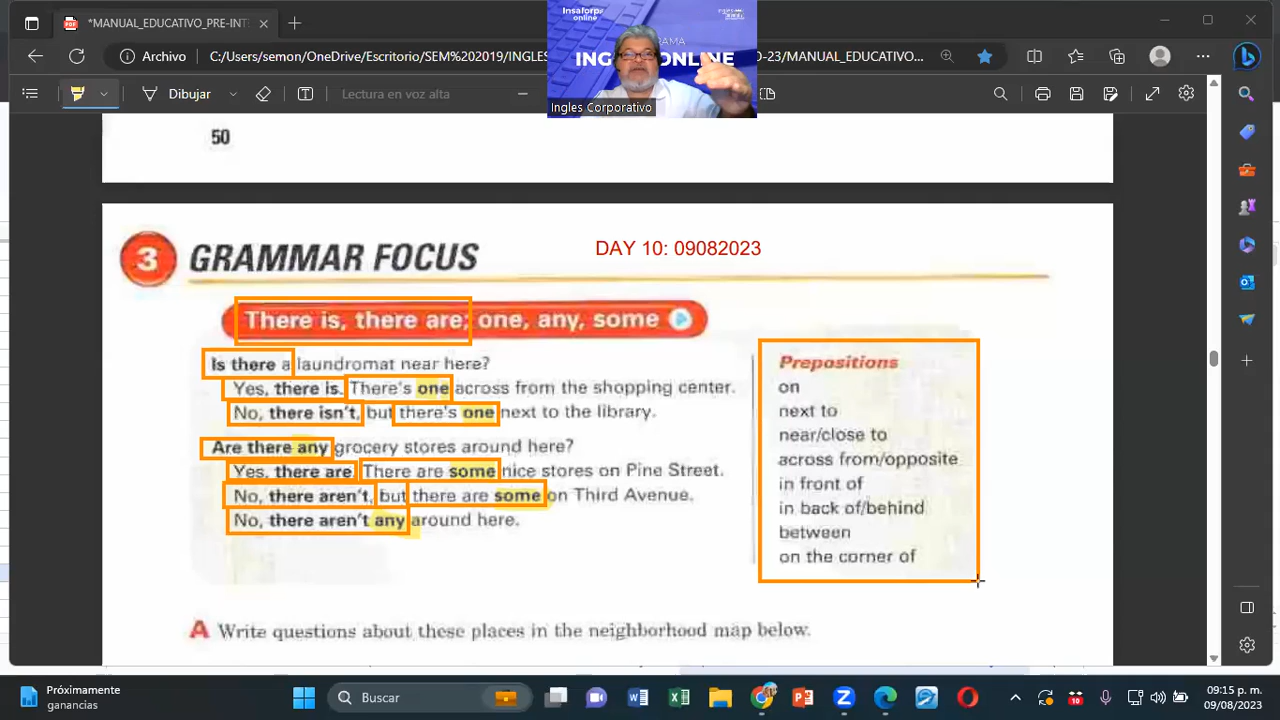 *MANUAL_EDUCATIVO_PRE-INT
Archivo
C:/Users/semon/OneDrive/Escritorio/SEM%202019/INGLES
O-23/MANUAL_EDUCATIVO...
Insaforp
online
ING ONLINE
Ingles Corporativo
Dibujar
Lectura en voz alta
50
3 GRAMMAR FOCUS
DAY 10: 09082023
There is, there are; one, any, some
Is there a laundromat near here?
Yes, there is. There's one across from the shopping center.
No, there isn't, but there's one next to the library.
Are there any grocery stores around here?
Yes, there are. There are some nice stores on Pine Street.
No, there aren't, but there are some on Third Avenue.
No, there aren't any around here.
Prepositions
on
next to
near/close to
across from/opposite
in front of
in back of/behind
between
on the corner of
A Write questions about these places in the neighborhood map below.
Próximamente
ganancias
Buscar
10
09:15 p. m.
09/08/2023